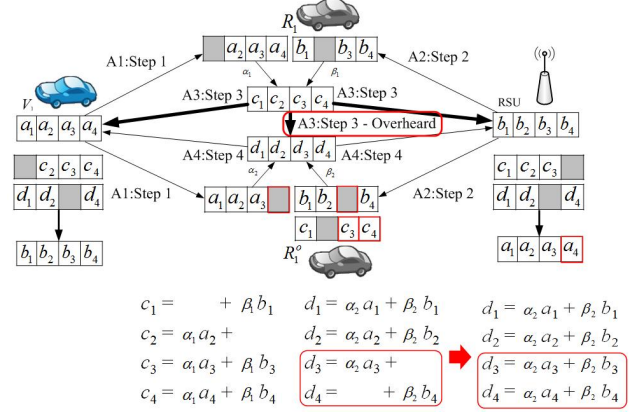 R₁
a₂ a₃ a₄
b₁ b₃ b₄
A1:Step 1
A2:Step 2
α₁
β₁
A3:Step 3
A3:Step 3
V
c₁ c₂ c₃ c₄
RSU
a₁ a₂ a₃ a₄
b₁ b₂ b₃ b₄
A3:Step 3 - Overheard
d₁ d₂ d₃ d₄
A4:Step 4
A4:Step 4
α₂
β₂
c₂ c₃ c₄
c₁ c₂ c₃
A1:Step 1
A2:Step 2
d₁ d₂ d₄
a₁ a₂ a₃
b₁ b₂ b₄
d₁ d₂ d₄
c₁ c₃ c₄
b₁ b₂ b₃ b₄
R₁ᵒ
a₁ a₂ a₃ a₄
c₁ = + β₁ b₁
d₁ = α₂ a₁ + β₂ b₁
d₁ = α₂ a₁ + β₂ b₁
c₂ = α₁ a₂ +
d₂ = α₂ a₂ + β₂ b₂
d₂ = α₂ a₂ + β₂ b₂
c₃ = α₁ a₃ + β₁ b₃
d₃ = α₂ a₃ +
d₃ = α₂ a₃ + β₂ b₃
c₄ = α₁ a₄ + β₁ b₄
d₄ = + β₂ b₄
d₄ = α₂ a₄ + β₂ b₄